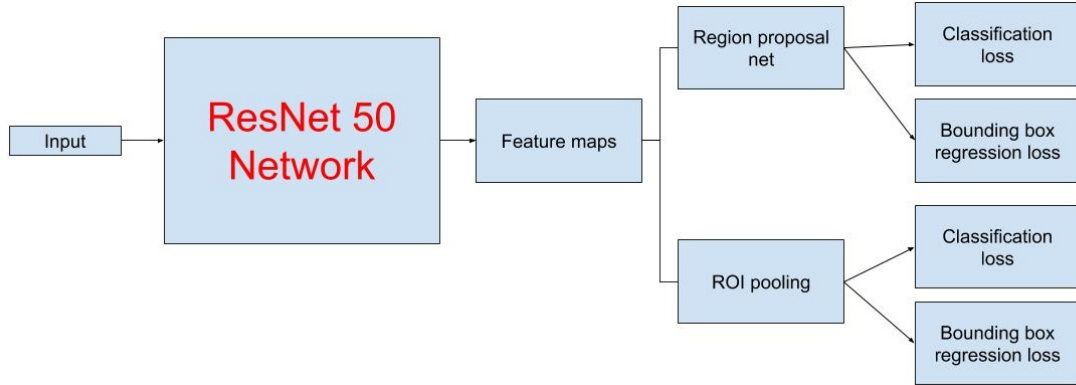 Input
ResNet 50
Network
Feature maps
Region proposal
net
Classification
loss
Bounding box
regression loss
ROI pooling
Classification
loss
Bounding box
regression loss